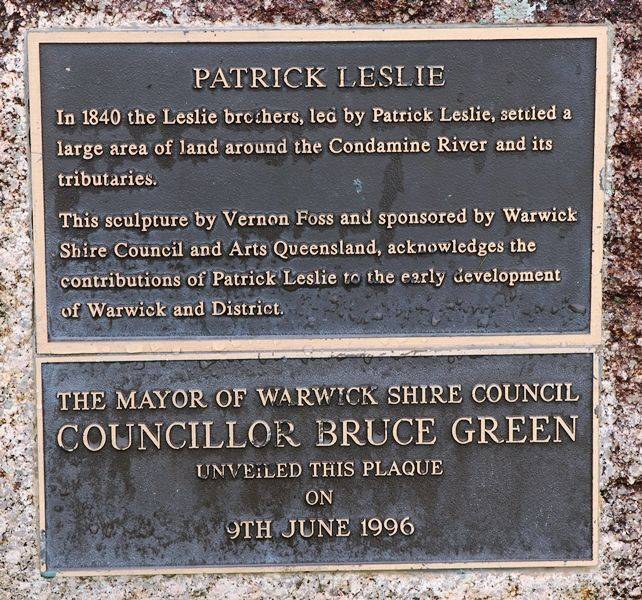 PATRICK LESLIE
In 1840 the Leslie brothers, led by Patrick Leslie, settled a
large area of land around the Condamine River and its
tributaries.
This sculpture by Vernon Foss and sponsored by Warwick
Shire Council and Arts Queensland, acknowledges the
contributions of Patrick Leslie to the early development
of Warwick and District.
THE MAYOR OF WARWICK SHIRE COUNCIL
COUNCILLOR BRUCE GREEN
UNVEILED THIS PLAQUE
ON
9TH JUNE 1996